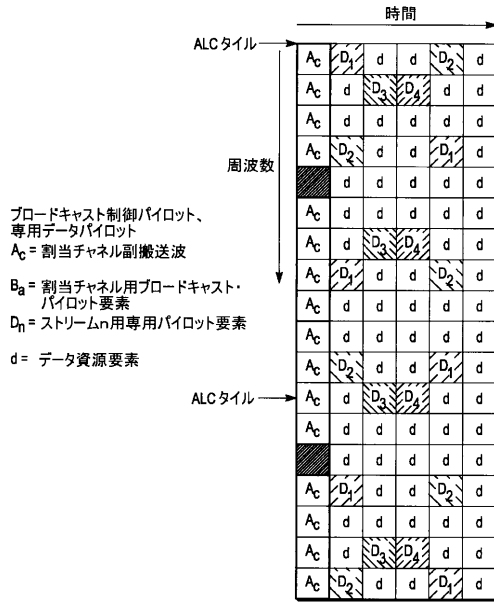 時間
ALCタイル
周波数
ブロードキャスト制御パイロット、
専用データパイロット
Ac = 割当チャネル副搬送波
Ba = 割当チャネル用ブロードキャスト・
パイロット要素
Dn = ストリームn用専用パイロット要素
d = データ資源要素
ALCタイル
Ac D1 d d D2 d
Ac d D3 D4 d d
Ac d d d d d
Ac D2 d d D1 d
d d d d d
Ac d d d d d
Ac d D3 D4 d d
Ac D1 d d D2 d
Ac d d d d d
Ac d d d d d
Ac D2 d d D1 d
Ac d D3 D4 d d
Ac d d d d d
d d d d d
Ac D1 d d D2 d
Ac d d d d d
Ac d D3 D4 d d
Ac D2 d d D1 d